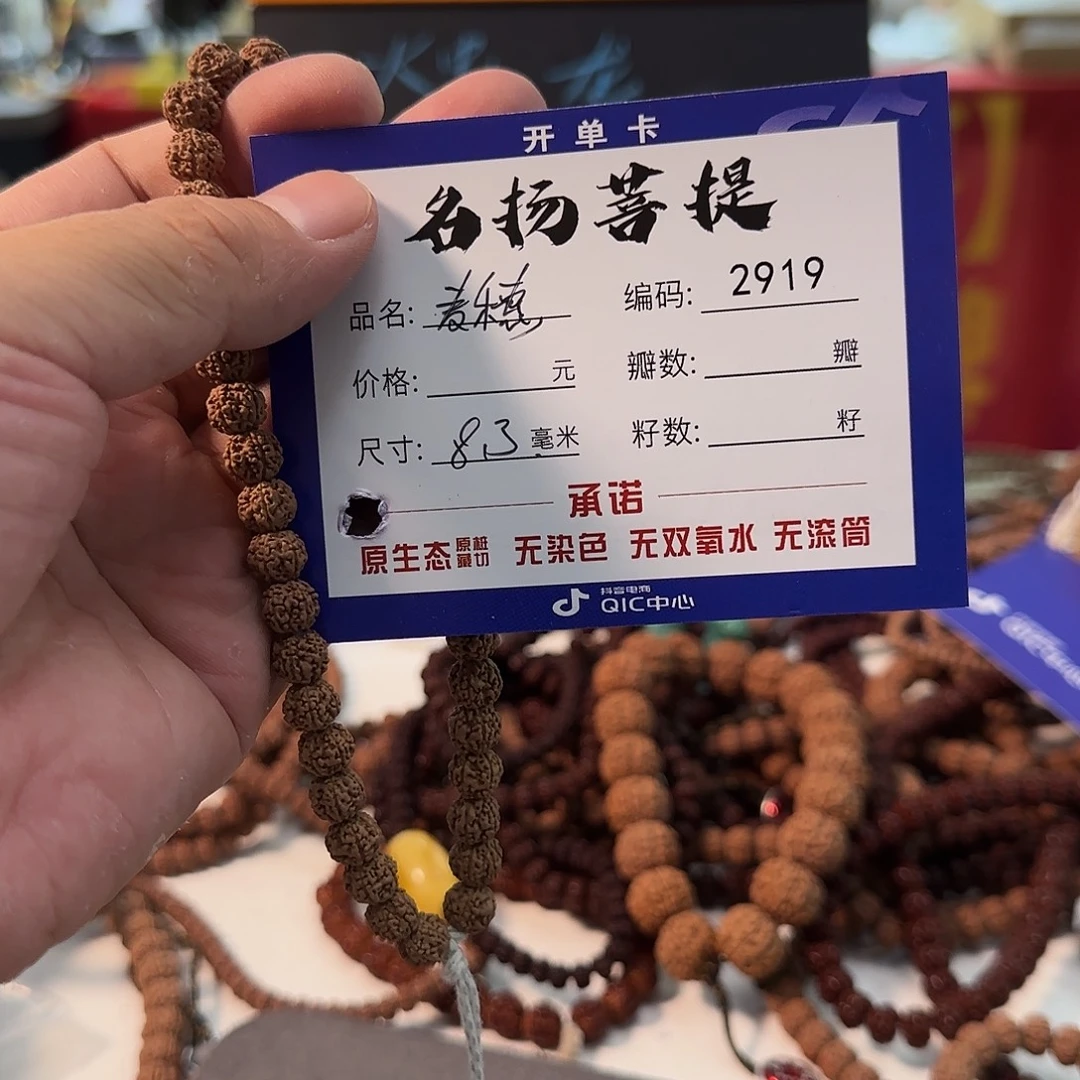 开单卡
名扬菩提
品名: 麦穗 编码: 2919
价格: 元 瓣数: 瓣
尺寸: 8.3 毫米 籽数: 籽
承诺
原生态 原桩原切 无染色 无双氧水 无滚筒
抖音电商
QIC中心